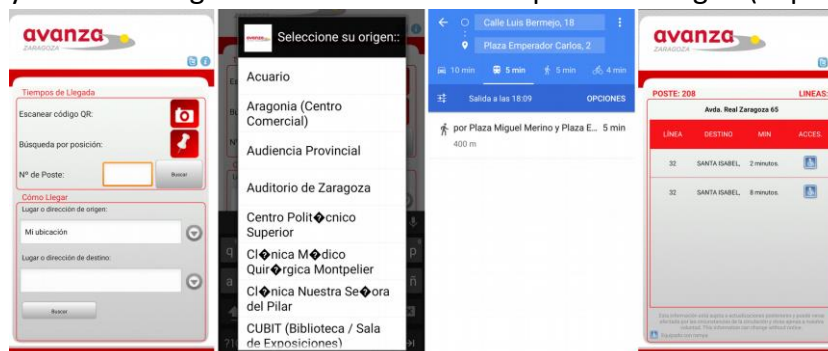 avanza
ZARAGOZA
Tiempos de Llegada
Escanear código QR:
Búsqueda por posición:
Nº de Poste:
Buscar
Cómo Llegar
Lugar o dirección de origen:
Mi ubicación
Lugar o dirección de destino:
Buscar
avanza
Seleccione su origen::
Acuario
Aragonia (Centro
Comercial)
Audiencia Provincial
Auditorio de Zaragoza
Centro Polit�cnico
Superior
Cl�nica M�dico
Quir�rgica Montpelier
Cl�nica Nuestra Se�ora
del Pilar
CUBIT (Biblioteca / Sala
de Exposiciones)
Calle Luis Bermejo, 18
Plaza Emperador Carlos, 2
10 min 5 min 5 min 4 min
Salida a las 18:09 OPCIONES
por Plaza Miguel Merino y Plaza E... 5 min
400 m
avanza
ZARAGOZA
POSTE: 208 LINEAS:
Avda. Real Zaragoza 65
LÍNEA DESTINO MIN ACCES.
32 SANTA ISABEL, 2 minutos.
32 SANTA ISABEL, 8 minutos.